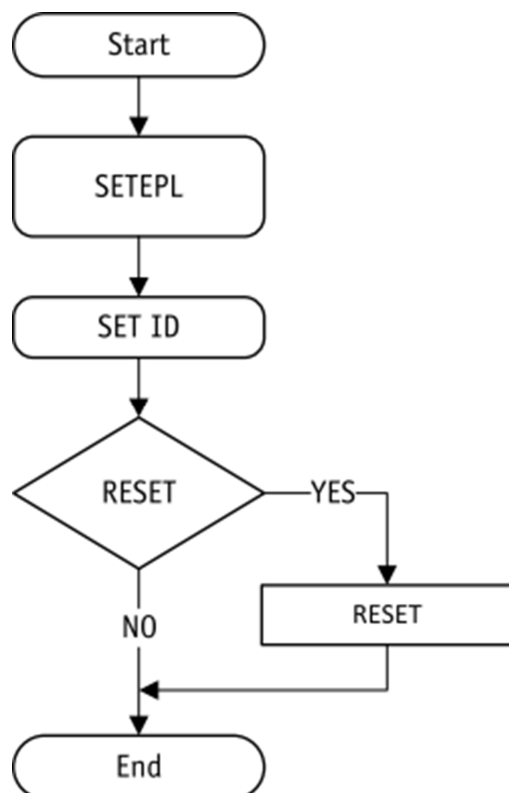 Start
SETEPL
SET ID
RESET
YES
RESET
NO
End